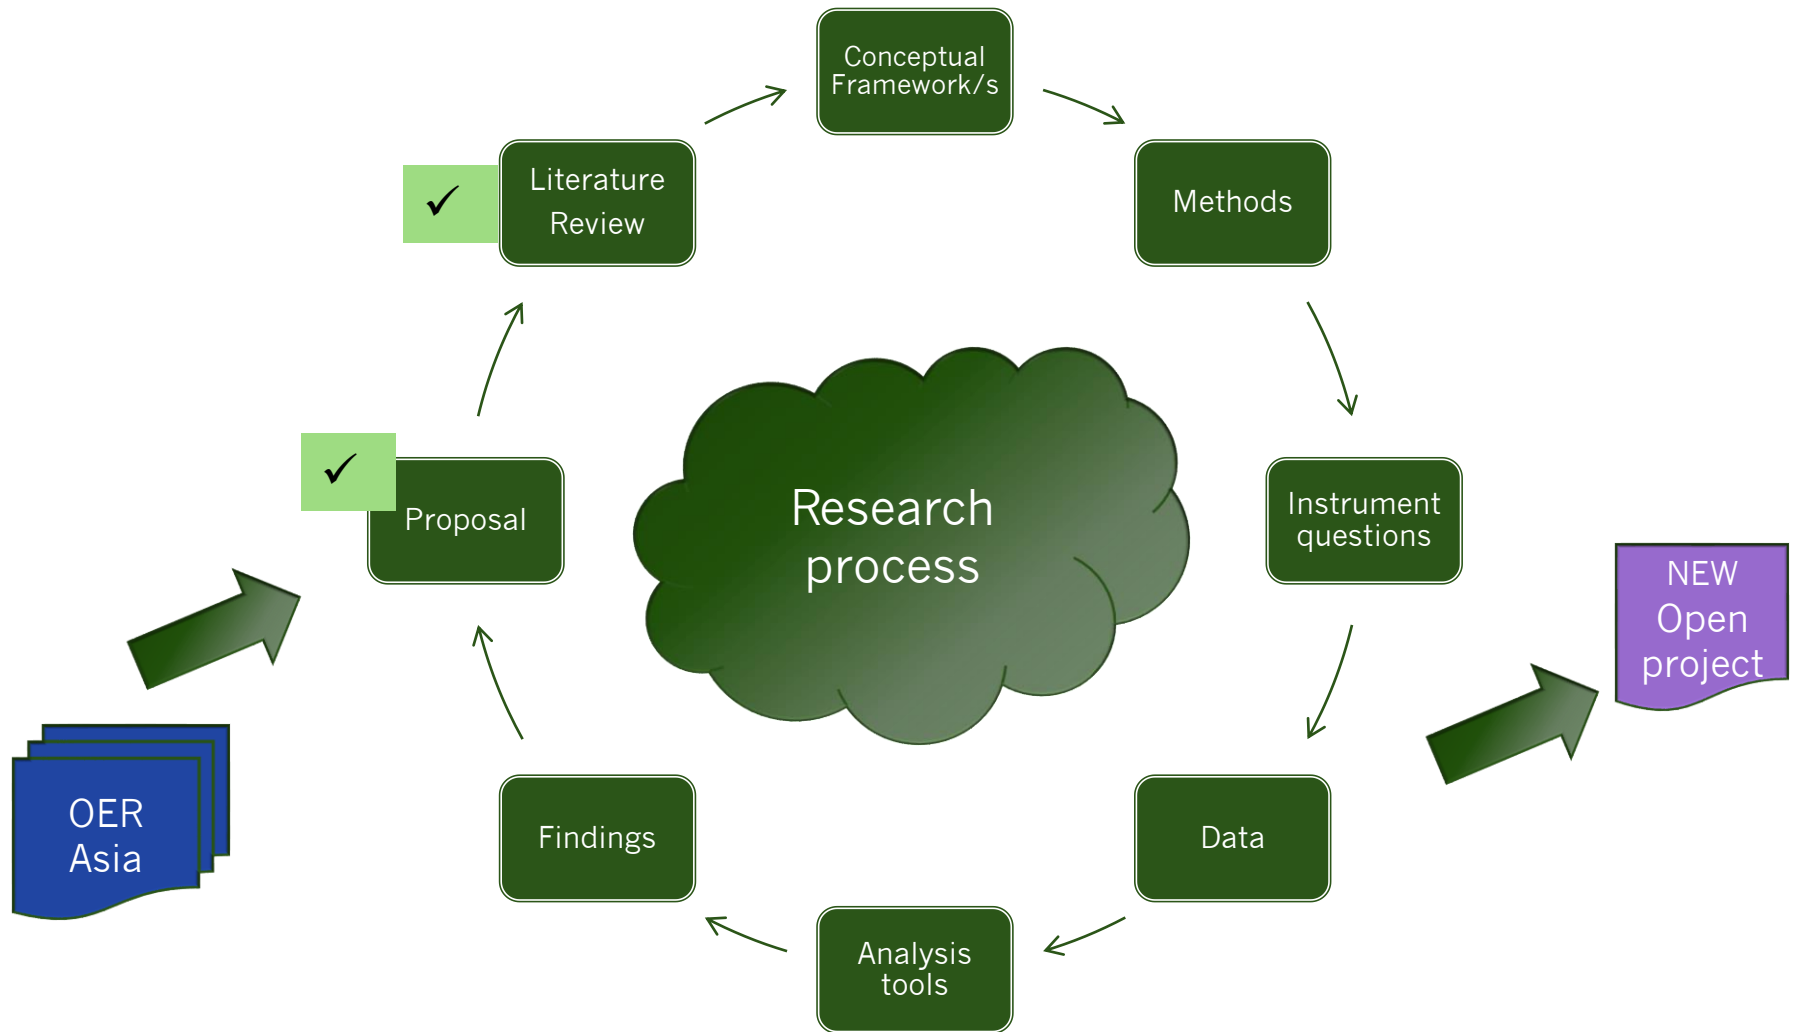 Conceptual
Framework/s
✓
Literature
Review
Methods
✓
Proposal
Research
process
Instrument
questions
NEW
Open
project
OER
Asia
Findings
Data
Analysis
tools